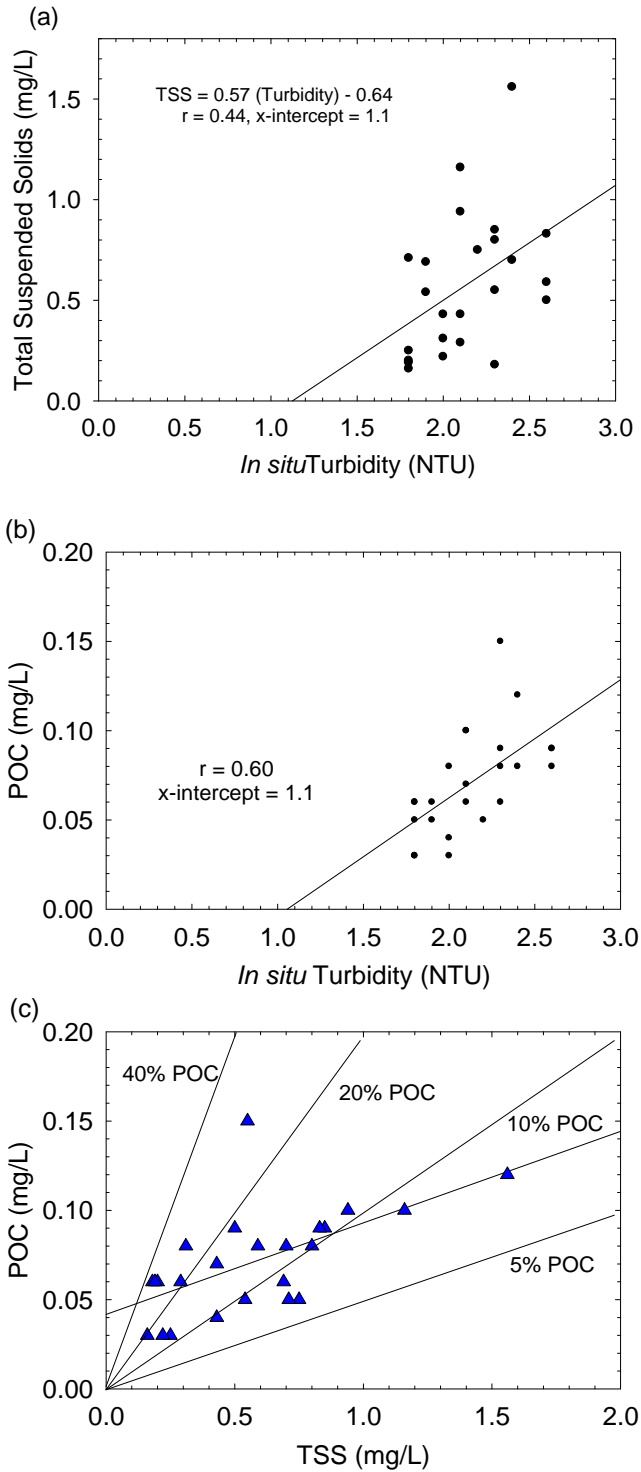 (a)
Total Suspended Solids (mg/L)
1.5
1.0
0.5
0.0
TSS = 0.57 (Turbidity) - 0.64
r = 0.44, x-intercept = 1.1
0.0 0.5 1.0 1.5 2.0 2.5 3.0
In situTurbidity (NTU)
(b)
POC (mg/L)
0.20
0.15
0.10
0.05
0.00
r = 0.60
x-intercept = 1.1
0.0 0.5 1.0 1.5 2.0 2.5 3.0
In situ Turbidity (NTU)
(c)
POC (mg/L)
0.20
0.15
0.10
0.05
0.00
40% POC
20% POC
10% POC
5% POC
0.0 0.5 1.0 1.5 2.0
TSS (mg/L)